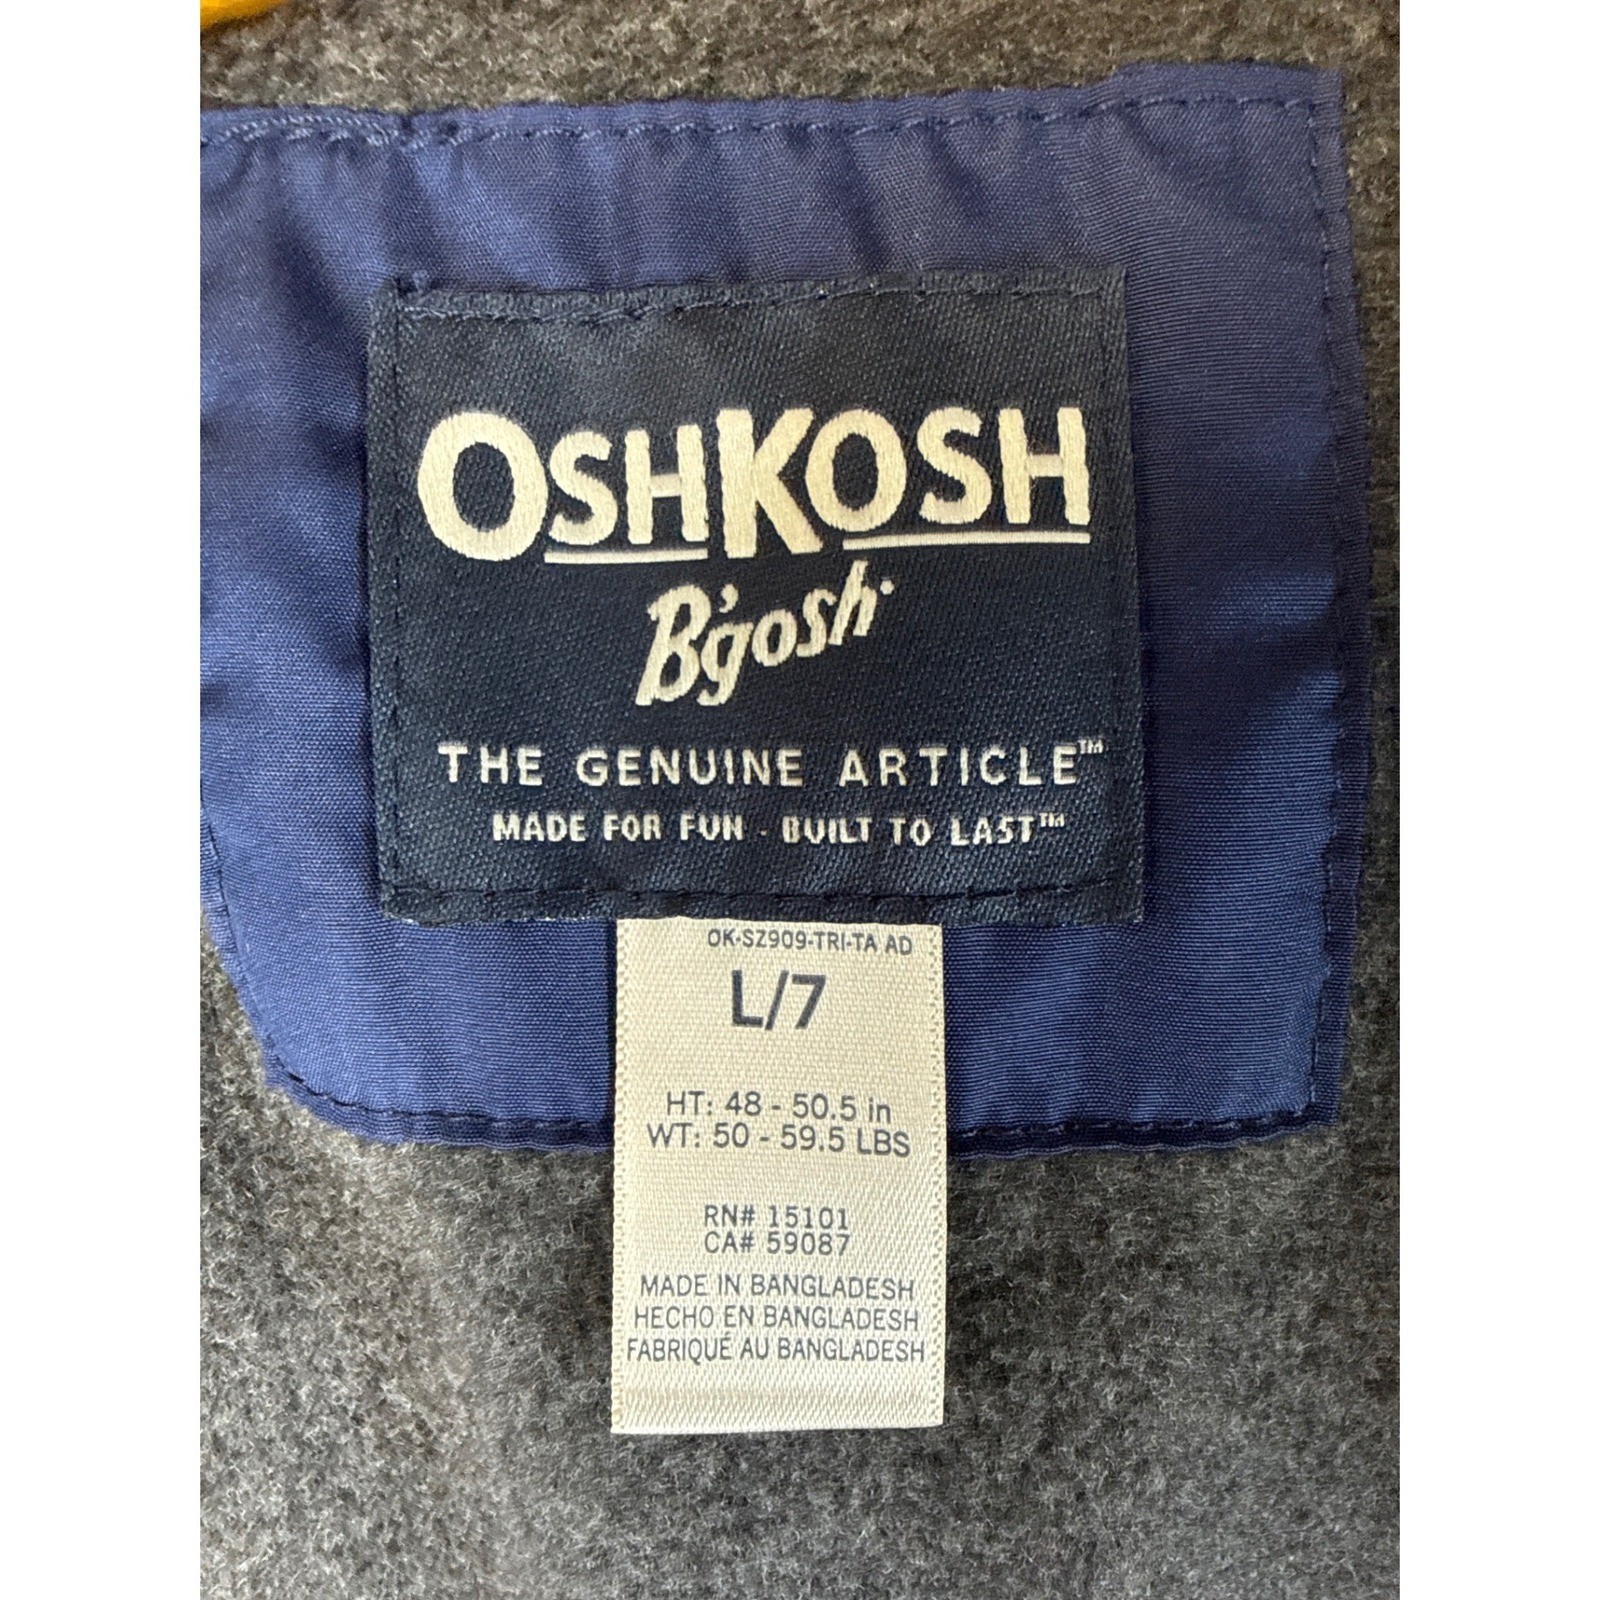 OSHKOSH
B'gosh
THE GENUINE ARTICLE™
MADE FOR FUN - BUILT TO LAST™
OK-SZ909-TRI-TA AD
L/7
HT: 48 - 50.5 in
WT: 50 - 59.5 LBS
RN# 15101
CA# 59087
MADE IN BANGLADESH
HECHO EN BANGLADESH
FABRIQUÉ AU BANGLADESH